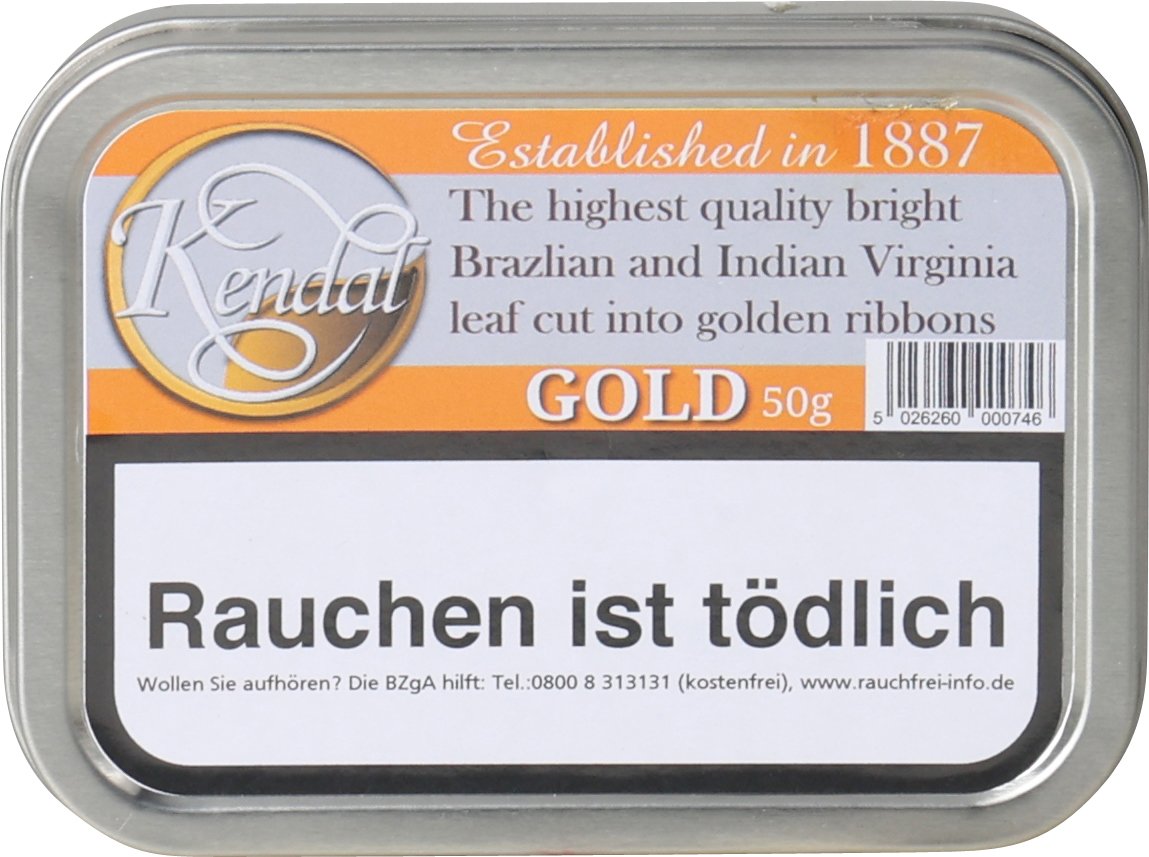 Kendal
Established in 1887
The highest quality bright
Brazlian and Indian Virginia
leaf cut into golden ribbons
GOLD 50g
5 026260 000746
Rauchen ist tödlich
Wollen Sie aufhören? Die BZgA hilft: Tel.:0800 8 313131 (kostenfrei), www.rauchfrei-info.de